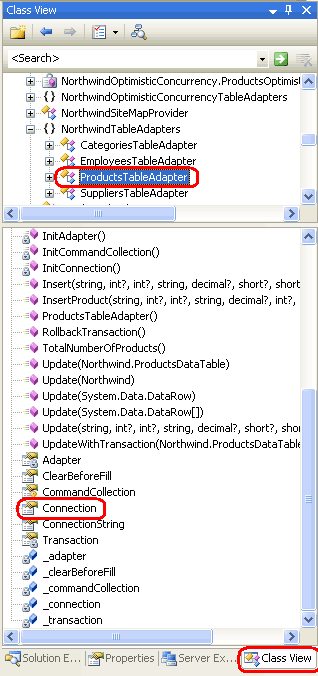 Class View
<Search>
NorthwindOptimisticConcurrency.ProductsOptimis
NorthwindOptimisticConcurrencyTableAdapters
NorthwindSiteMapProvider
NorthwindTableAdapters
CategoriesTableAdapter
EmployeesTableAdapter
ProductsTableAdapter
SuppliersTableAdapter
InitAdapter()
InitCommandCollection()
InitConnection()
Insert(string, int?, int?, string, decimal?, short?, short
InsertProduct(string, int?, int?, string, decimal?, int?,
ProductsTableAdapter()
RollbackTransaction()
TotalNumberOfProducts()
Update(Northwind.ProductsDataTable)
Update(Northwind)
Update(System.Data.DataRow)
Update(System.Data.DataRow[])
Update(string, int?, int?, string, decimal?, short?, shor
UpdateWithTransaction(Northwind.ProductsDataTable
Adapter
ClearBeforeFill
CommandCollection
Connection
ConnectionString
Transaction
_adapter
_clearBeforeFill
_commandCollection
_connection
_transaction
Solution E... Properties Server Ex... Class View